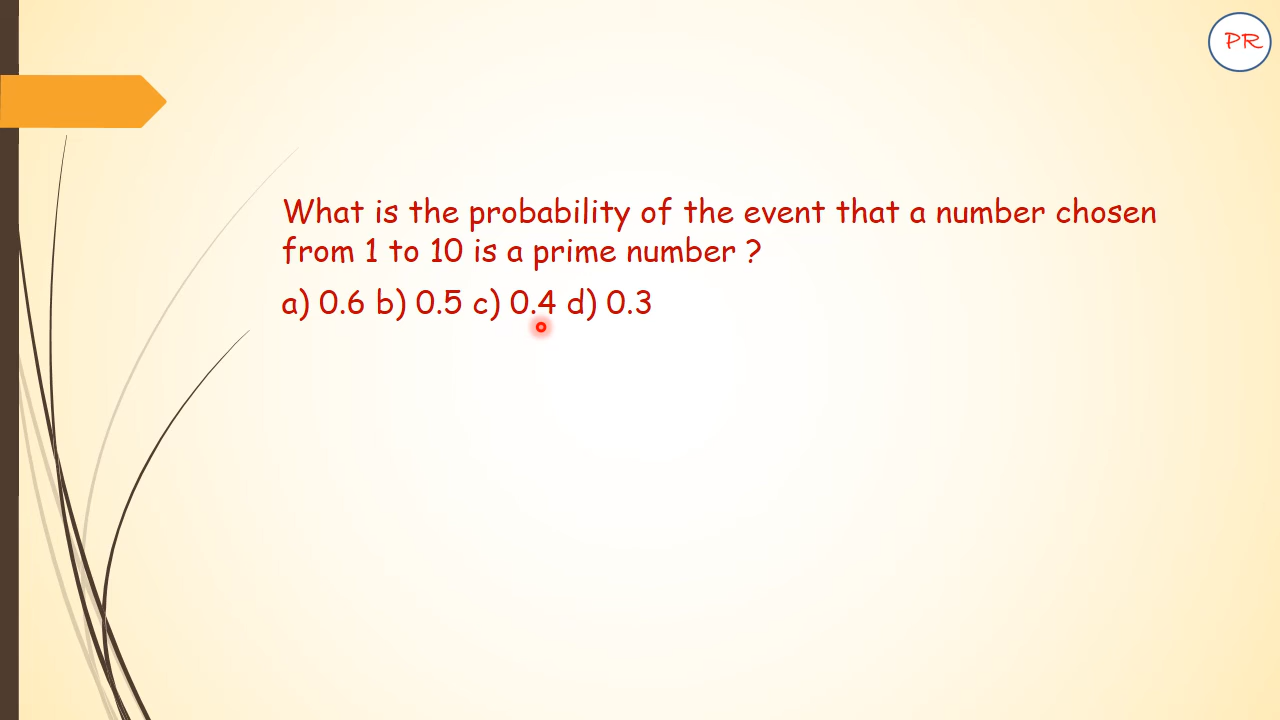 PR
What is the probability of the event that a number chosen
from 1 to 10 is a prime number ?
a) 0.6 b) 0.5 c) 0.4 d) 0.3